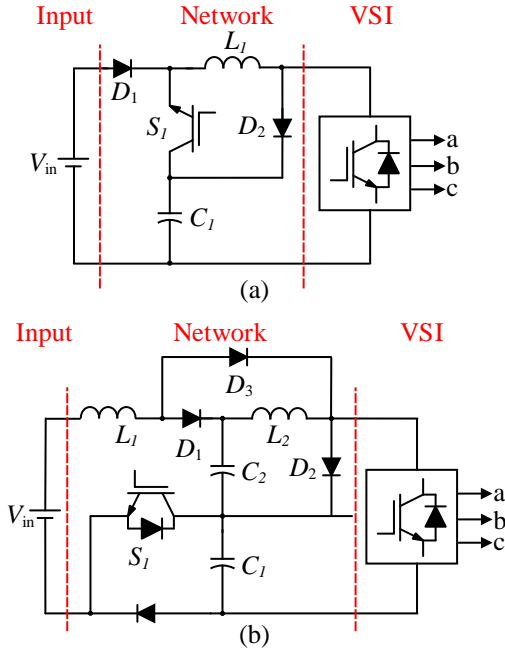 Input Network VSI
L1
D1
S1
D2
Vin
a
b
c
C1
(a)
Input Network VSI
D3
L1
D1
L2
C2
D2
Vin
a
b
c
S1
C1
(b)